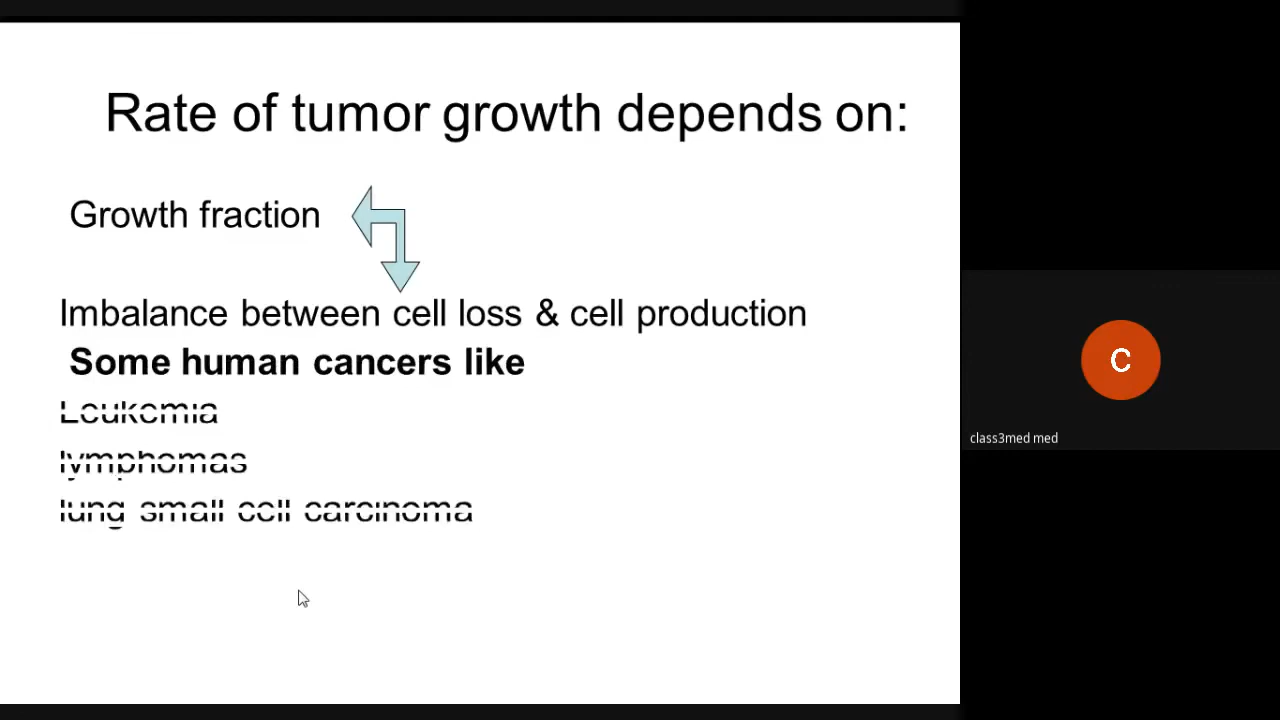 Rate of tumor growth depends on:
Growth fraction
Imbalance between cell loss & cell production
Some human cancers like
Leukemia
lymphomas
lung small cell carcinoma
C
class3med med